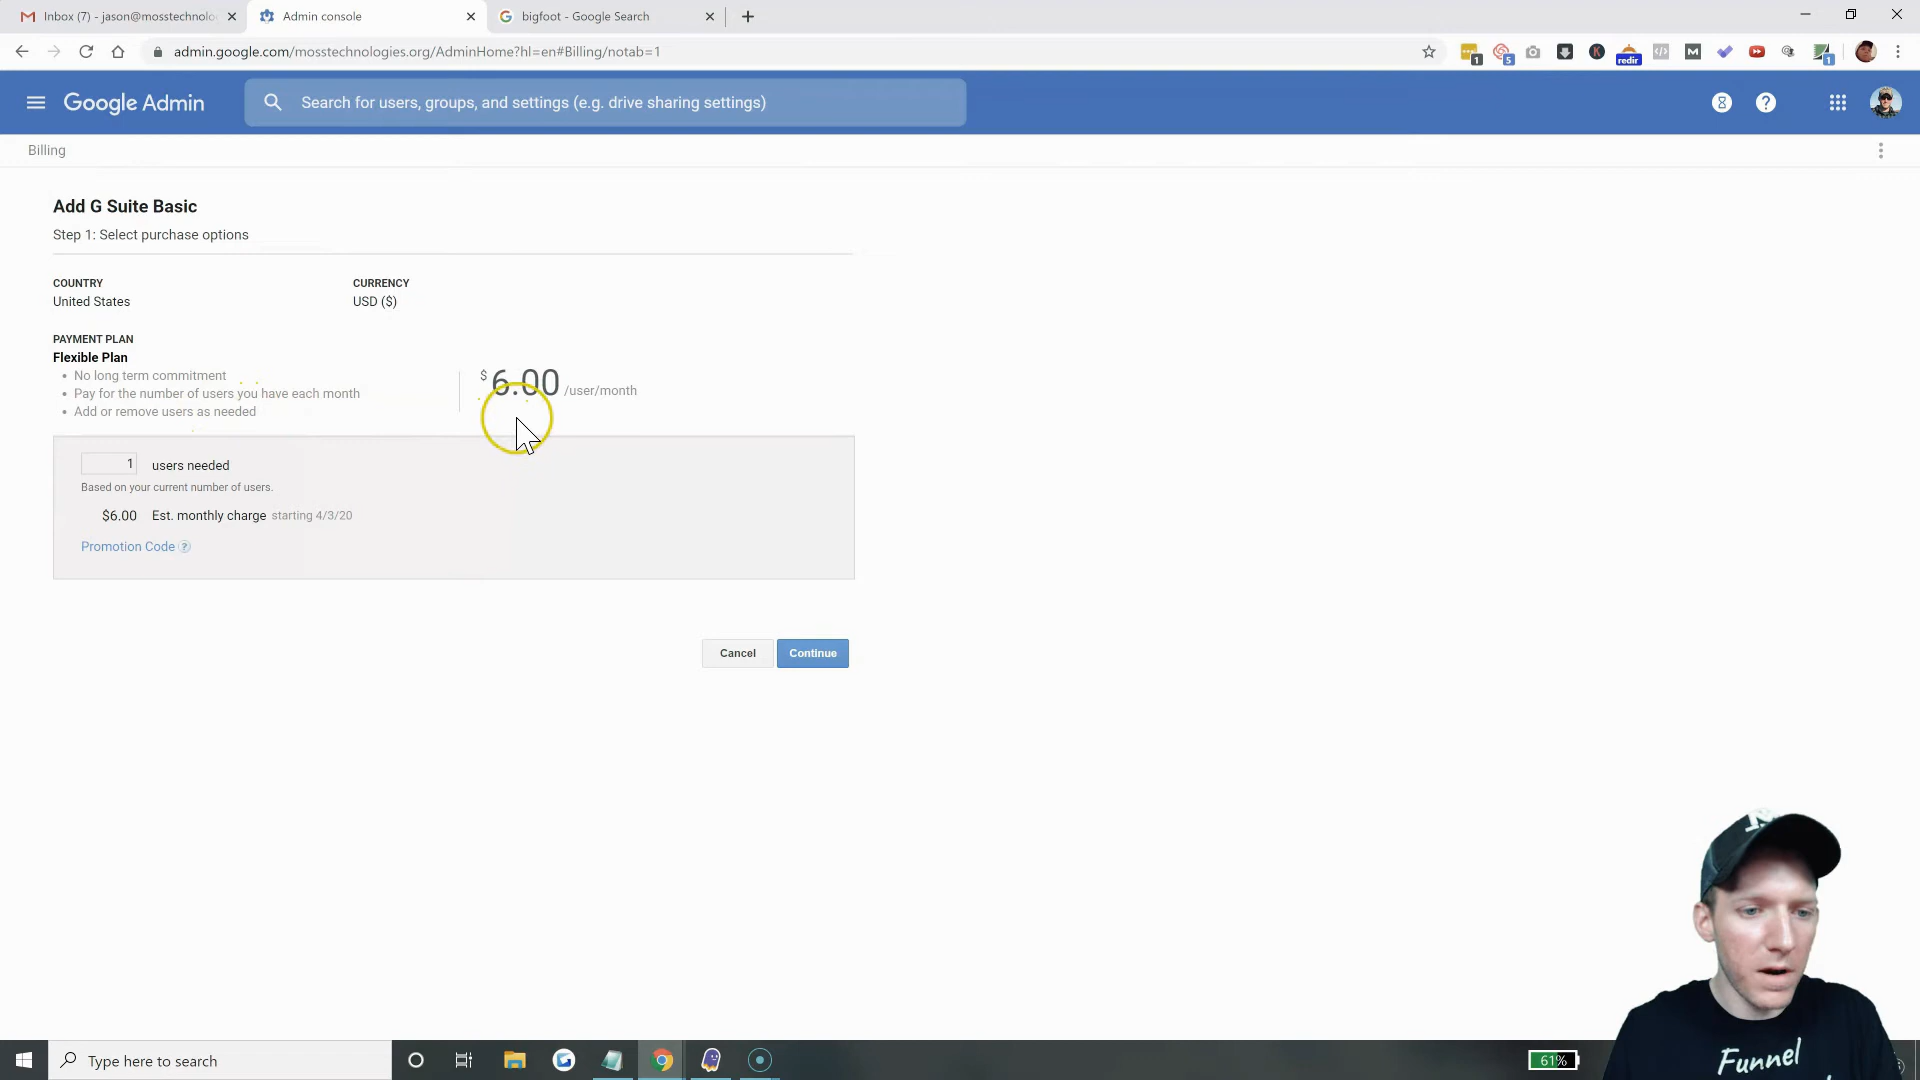 Inbox (7) - jason@mosstechnolo
Admin console
bigfoot - Google Search
admin.google.com/mosstechnologies.org/AdminHome?hl=en#Billing/notab=1
1
5
redir
M
1
Google Admin
Search for users, groups, and settings (e.g. drive sharing settings)
Billing
Add G Suite Basic
Step 1: Select purchase options
COUNTRY
CURRENCY
United States
USD ($)
PAYMENT PLAN
Flexible Plan
• No long term commitment
• Pay for the number of users you have each month
• Add or remove users as needed
$6.00 /user/month
1 users needed
Based on your current number of users.
$6.00 Est. monthly charge starting 4/3/20
Promotion Code ?
Cancel
Continue
Type here to search
61%
Funnel